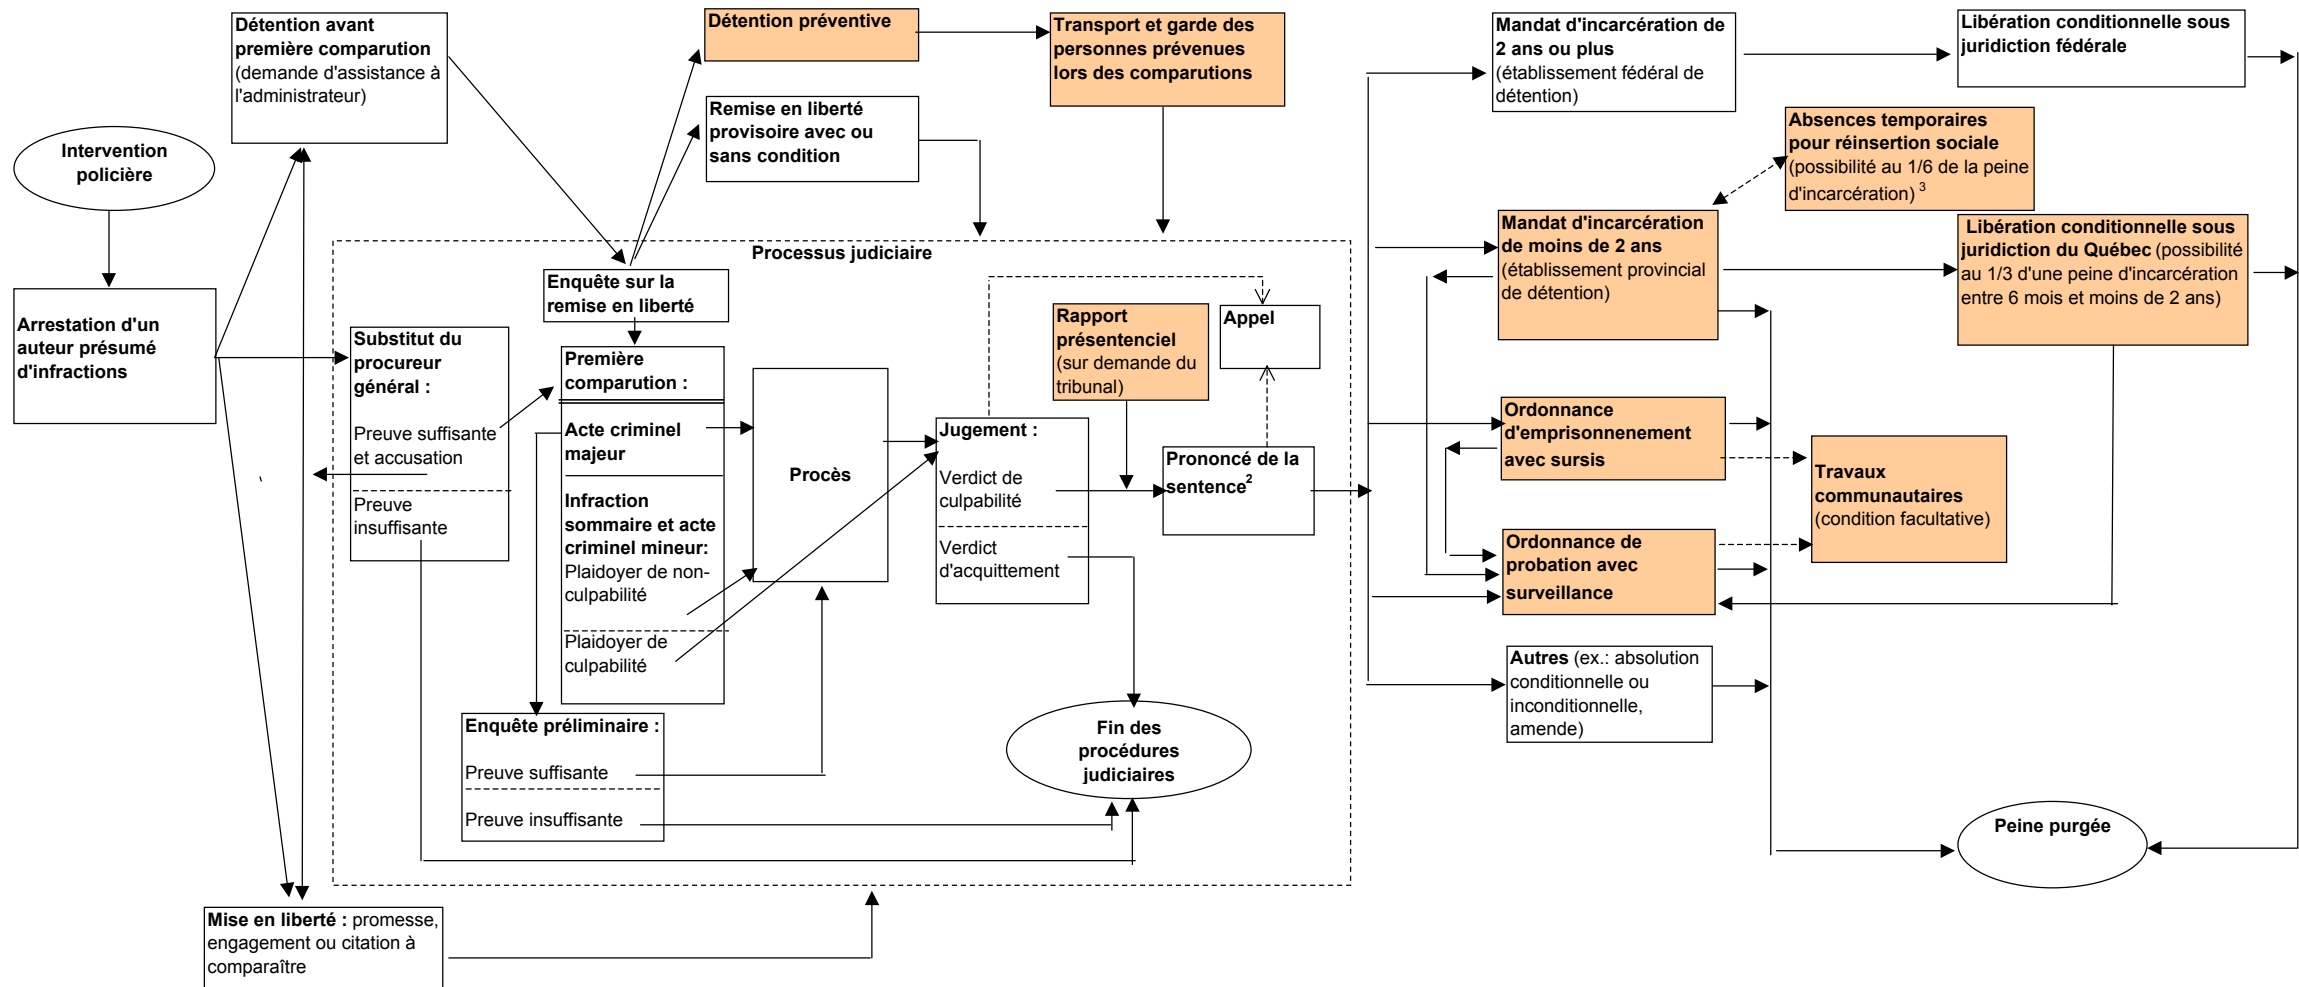 Détention avant
première comparution
(demande d'assistance à
l'administrateur)
Détention préventive
Transport et garde des
personnes prévenues
lors des comparutions
Mandat d'incarcération de
2 ans ou plus
(établissement fédéral de
détention)
Libération conditionnelle sous
juridiction fédérale
Remise en liberté
provisoire avec ou
sans condition
Absences temporaires
pour réinsertion sociale
(possibilité au 1/6 de la peine
d'incarcération) 3
Intervention
policière
Mandat d'incarcération
de moins de 2 ans
(établissement provincial
de détention)
Libération conditionnelle sous
juridiction du Québec (possibilité
au 1/3 d'une peine d'incarcération
entre 6 mois et moins de 2 ans)
Processus judiciaire
Enquête sur la
remise en liberté
Arrestation d'un
auteur présumé
d'infractions
Substitut du
procureur
général :
Preuve suffisante
et accusation
Preuve
insuffisante
Première
comparution :
Acte criminel
majeur
Infraction
sommaire et acte
criminel mineur:
Plaidoyer de non-
culpabilité
Plaidoyer de
culpabilité
Procès
Jugement :
Verdict de
culpabilité
Verdict
d'acquittement
Rapport
présentenciel
(sur demande du
tribunal)
Appel
Prononcé de la
sentence2
Ordonnance
d'emprisonnenement
avec sursis
Travaux
communautaires
(condition facultative)
Ordonnance de
probation avec
surveillance
Autres (ex.: absolution
conditionnelle ou
inconditionnelle,
amende)
Enquête préliminaire :
Preuve suffisante
Preuve insuffisante
Fin des
procédures
judiciaires
Peine purgée
Mise en liberté : promesse,
engagement ou citation à
comparaître